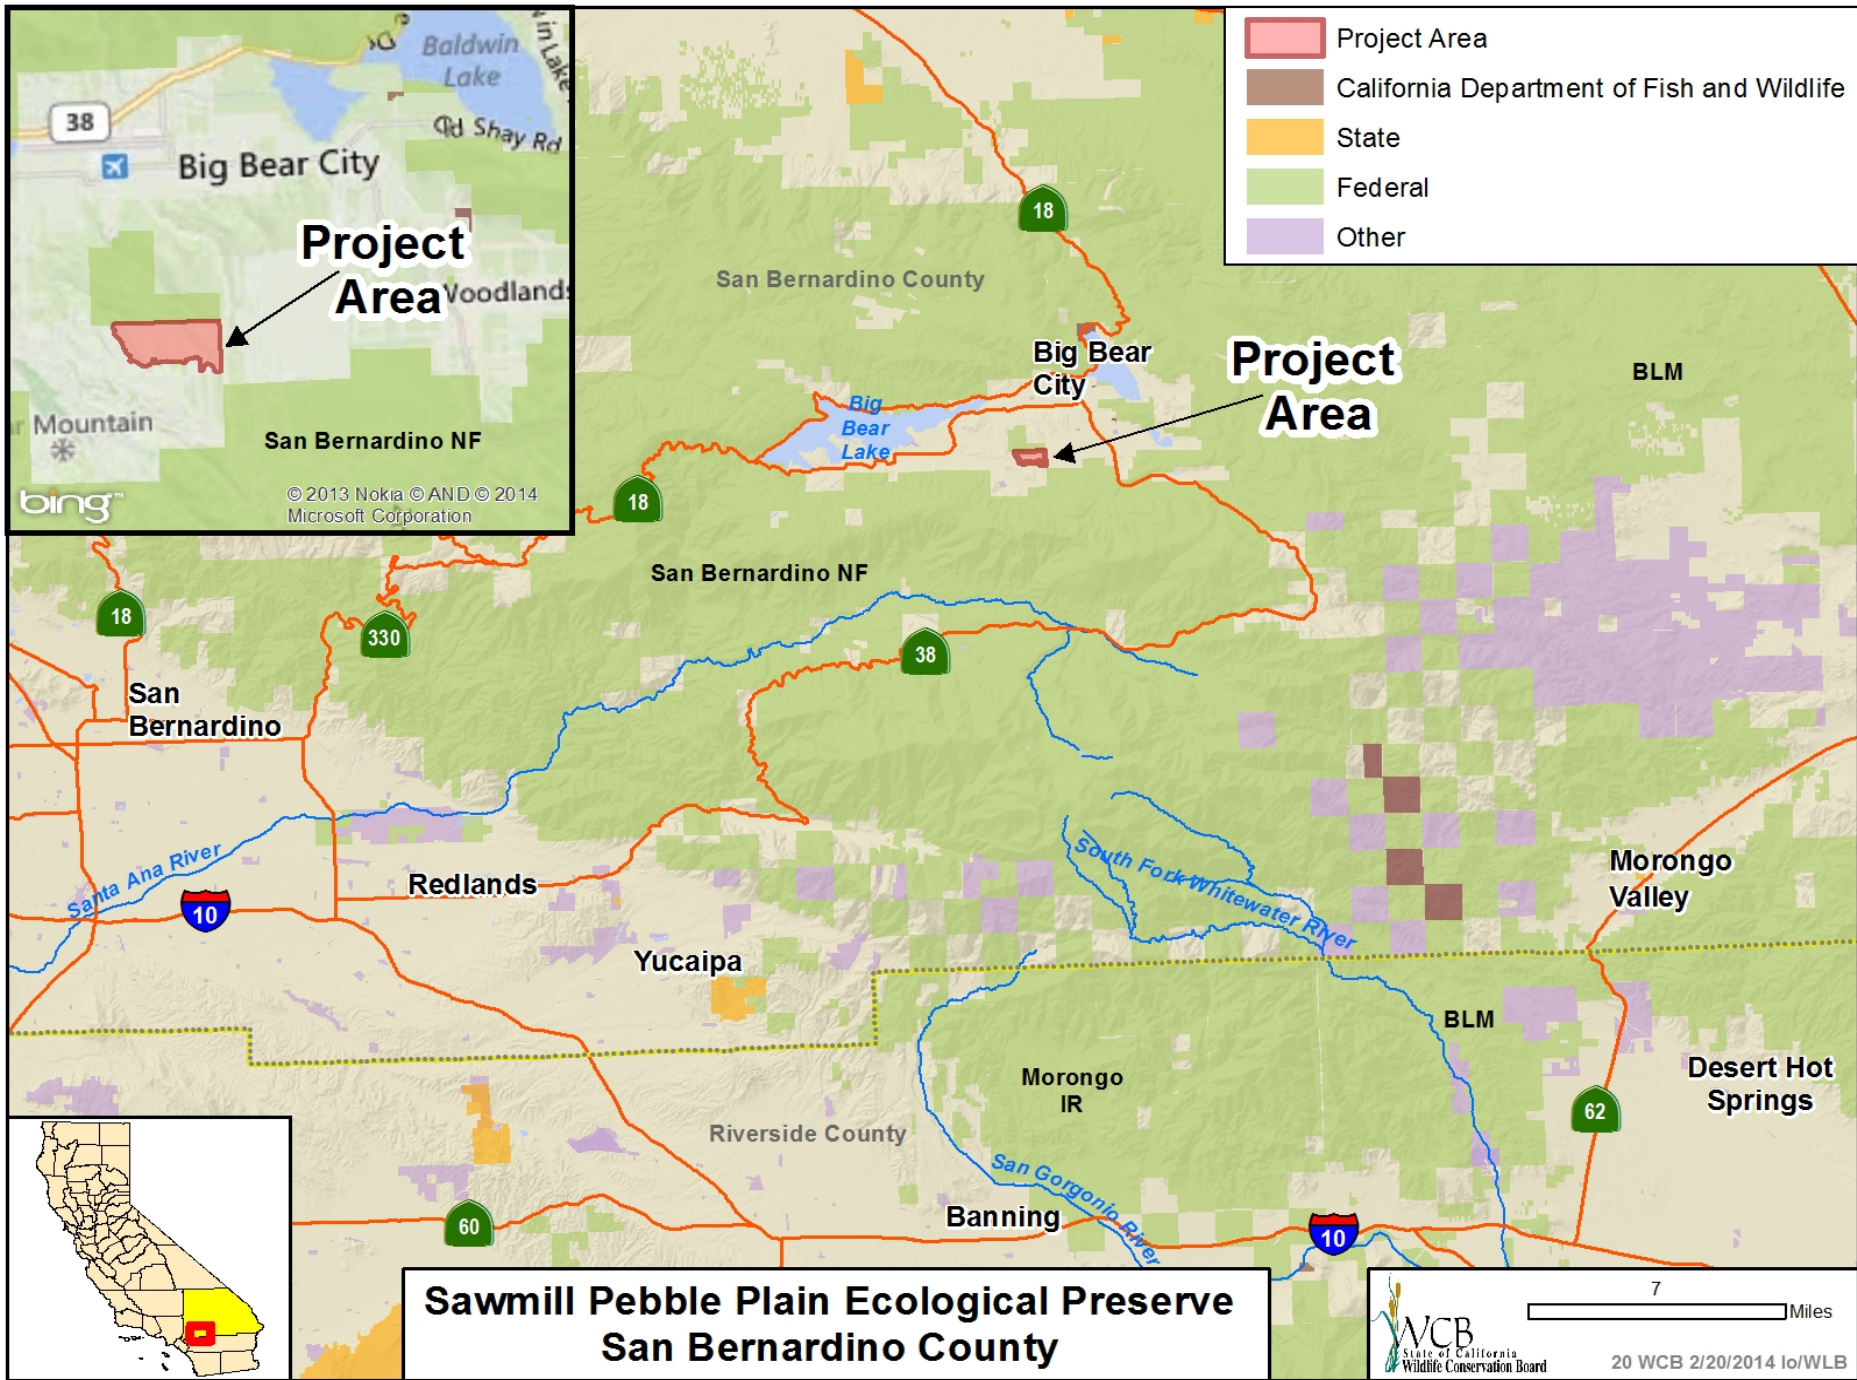 Baldwin
Lake
38
Old Shay Rd
Big Bear City
Project
Area
Woodlands
Mountain
San Bernardino NF
bing™
© 2013 Nokia © AND © 2014
Microsoft Corporation
Project Area
California Department of Fish and Wildlife
State
Federal
Other
18
San Bernardino County
Big Bear
City
Project
Area
BLM
Big
Bear
Lake
18
San Bernardino NF
18
330
38
San
Bernardino
Santa Ana River
10
Redlands
Yucaipa
South Fork Whitewater River
Morongo
Valley
BLM
Morongo
IR
Desert Hot
Springs
62
Riverside County
San Gorgonio River
60
Banning
10
Sawmill Pebble Plain Ecological Preserve
San Bernardino County
7
Miles
WCB
State of California
Wildlife Conservation Board
20 WCB 2/20/2014 lo/WLB